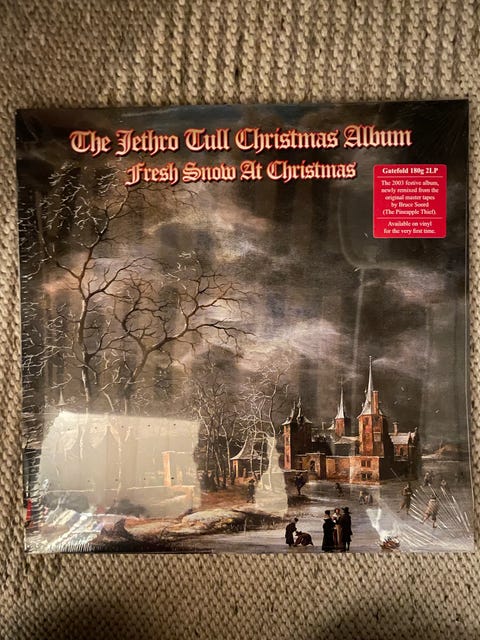 The Jethro Tull Christmas Album
Fresh Snow At Christmas
Gatefold 180g 2LP
The 2003 festive album,
newly remixed from the
original master tapes
by Bruce Soord
(The Pineapple Thief).
Available on vinyl
for the very first time.